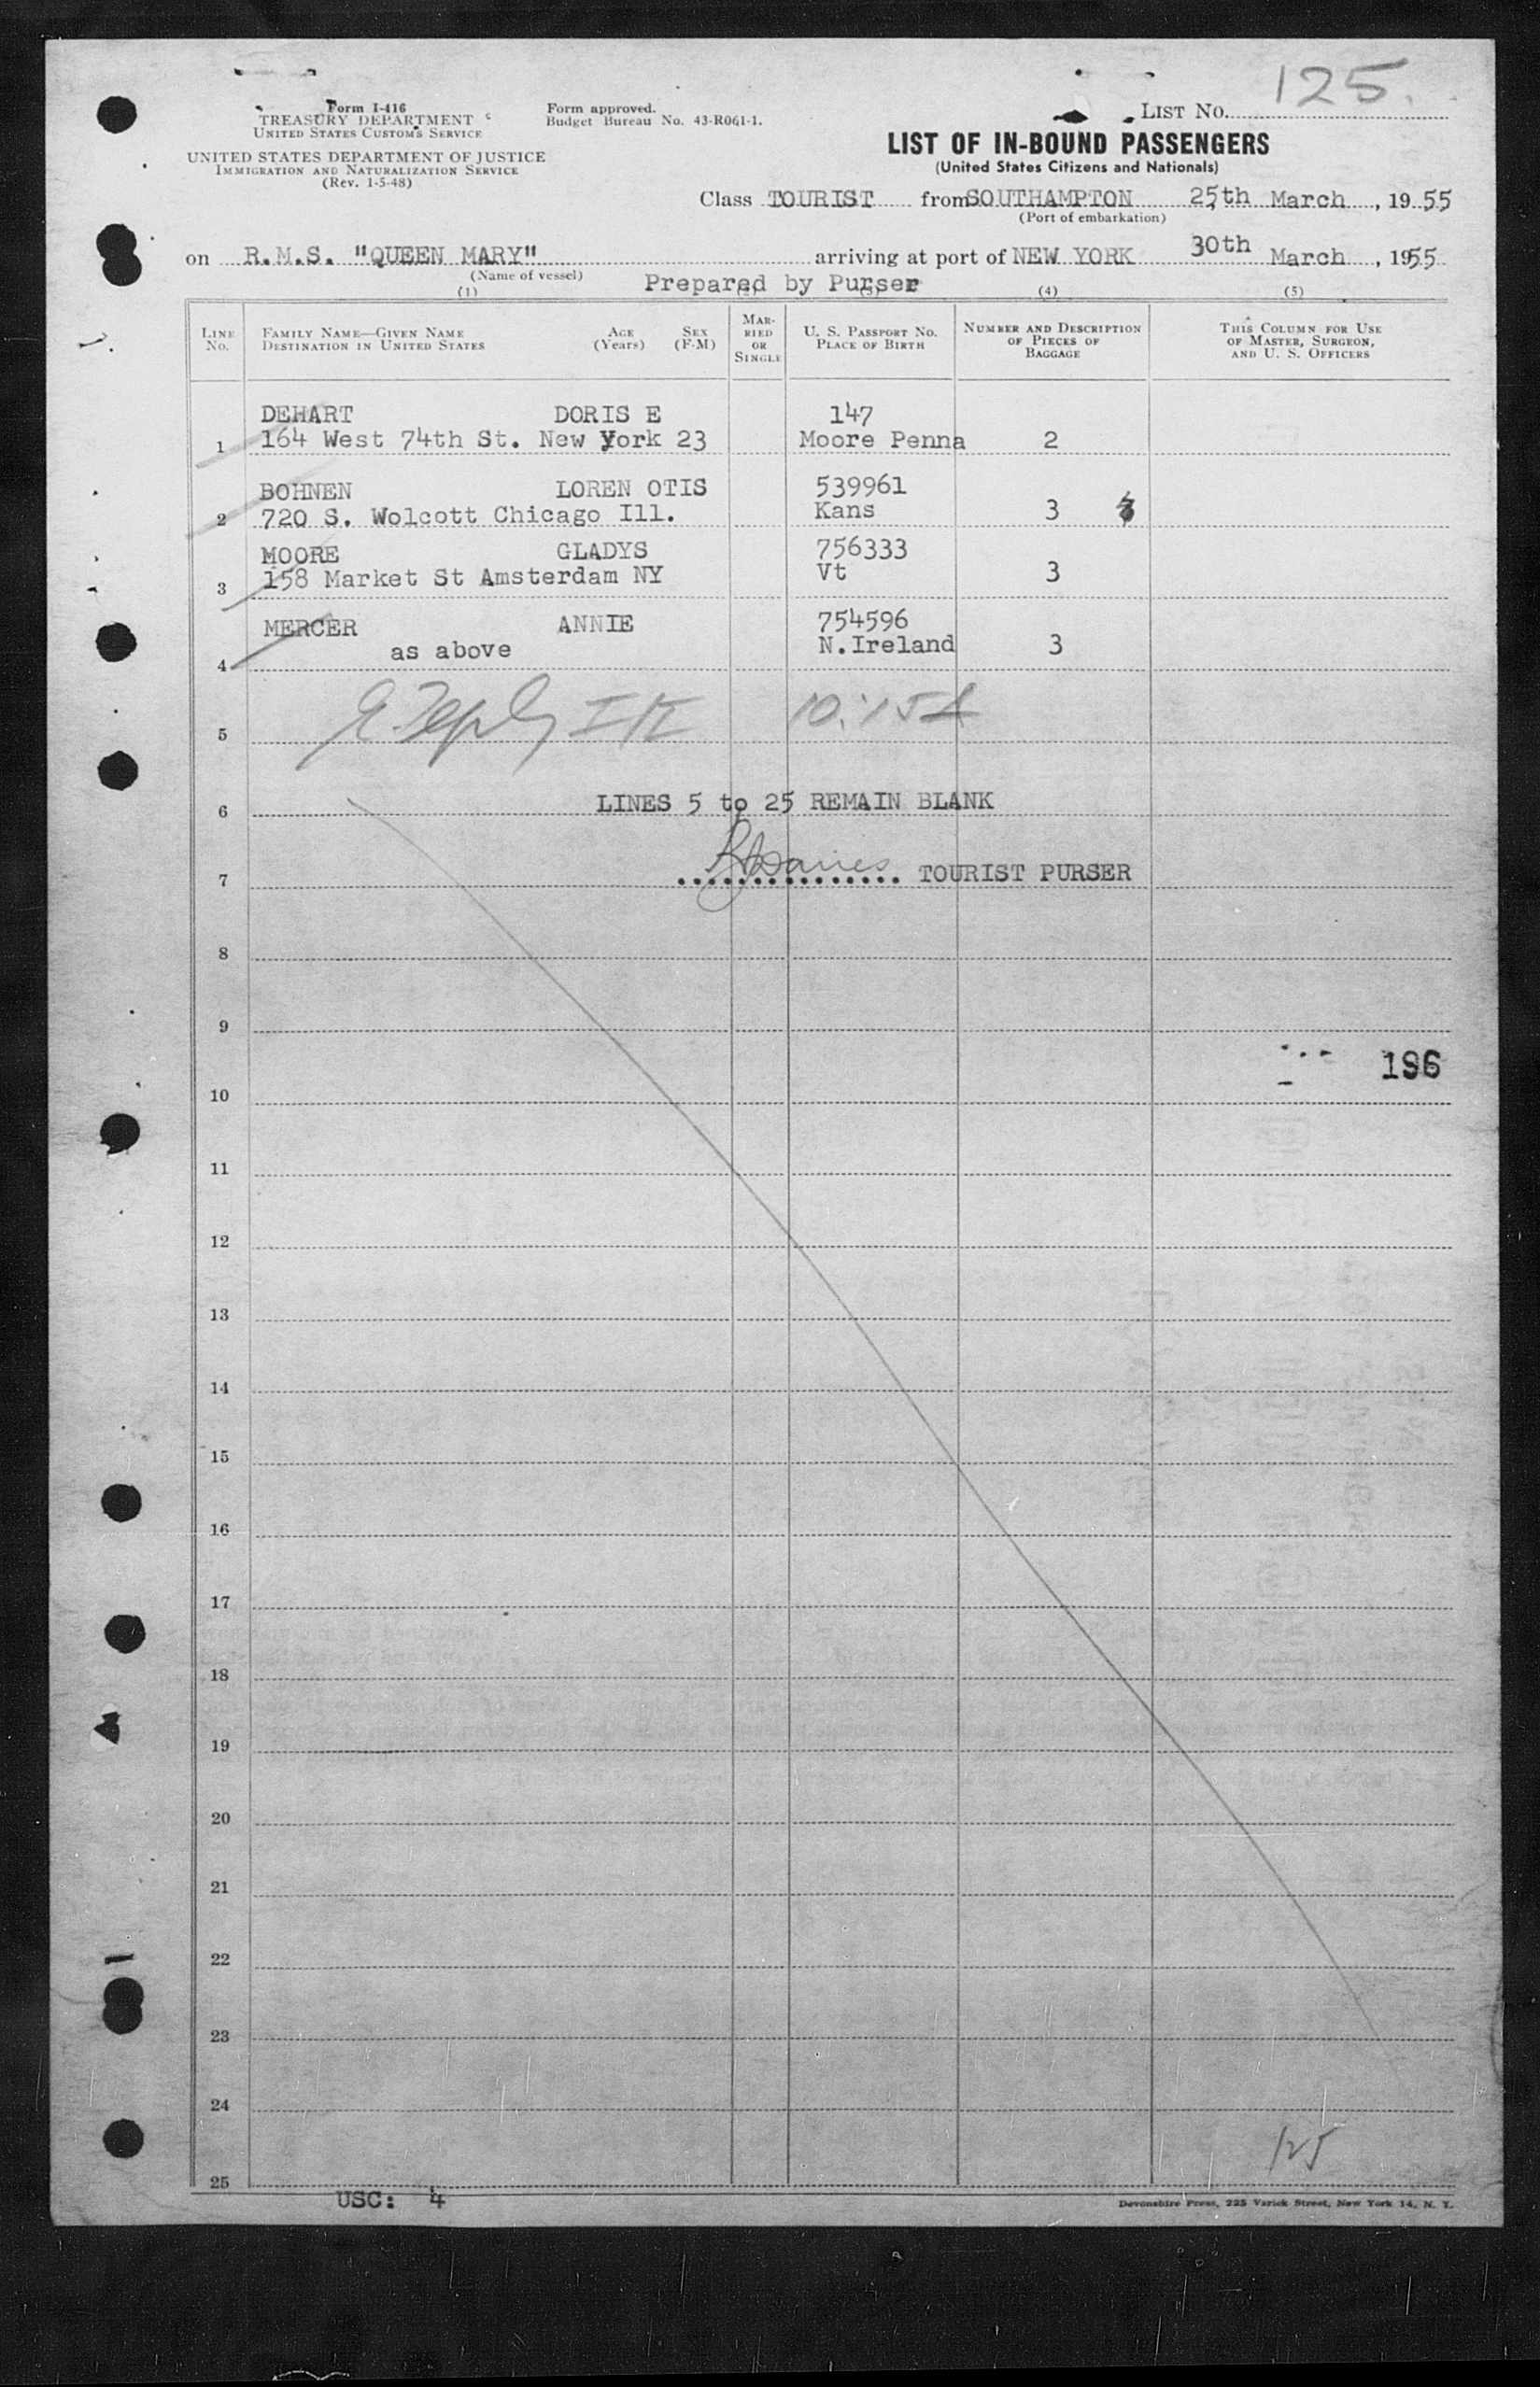 125.
Form I-416
TREASURY DEPARTMENT
UNITED STATES CUSTOMS SERVICE
UNITED STATES DEPARTMENT OF JUSTICE
IMMIGRATION AND NATURALIZATION SERVICE
(Rev. 1-5-48)
Form approved.
Budget Bureau No. 43-R061-1.
LIST No.
LIST OF IN-BOUND PASSENGERS
(United States Citizens and Nationals)
Class TOURIST from SOUTHAMPTON 25th March, 1955
(Port of embarkation)
on R.M.S. "QUEEN MARY" arriving at port of NEW YORK 30th March, 1955
(Name of vessel)
Prepared by Purser
(1) (4) (5)
LINE No. FAMILY NAME—GIVEN NAME DESTINATION IN UNITED STATES AGE (Years) SEX (F-M) MARRIED OR SINGLE U. S. PASSPORT No. PLACE OF BIRTH NUMBER AND DESCRIPTION OF PIECES OF BAGGAGE THIS COLUMN FOR USE OF MASTER, SURGEON, AND U. S. OFFICERS
DEHART DORIS E 147
1 164 West 74th St. New York 23 Moore Penna 2
BOHNEN LOREN OTIS 539961
2 720 S. Wolcott Chicago Ill. Kans 3
MOORE GLADYS 756333
3 158 Market St Amsterdam NY Vt 3
MERCER ANNIE 754596
4 as above N.Ireland 3
5
6 LINES 5 to 25 REMAIN BLANK
7 TOURIST PURSER
8
9
196
10
11
12
13
14
15
16
17
18
19
20
21
22
23
24
125
25
USC: 4
Devonshire Press, 225 Varick Street, New York 14, N. Y.